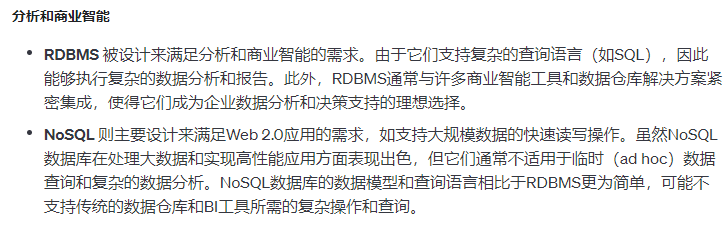 分析和商业智能
• RDBMS 被设计来满足分析和商业智能的需求。由于它们支持复杂的查询语言（如SQL），因此
能够执行复杂的数据分析和报告。此外，RDBMS通常与许多商业智能工具和数据仓库解决方案紧
密集成，使得它们成为企业数据分析和决策支持的理想选择。
• NoSQL 则主要设计来满足Web 2.0应用的需求，如支持大规模数据的快速读写操作。虽然NoSQL
数据库在处理大数据和实现高性能应用方面表现出色，但它们通常不适用于临时（ad hoc）数据
查询和复杂的数据分析。NoSQL数据库的数据模型和查询语言相比于RDBMS更为简单，可能不
支持传统的数据仓库和BI工具所需的复杂操作和查询。